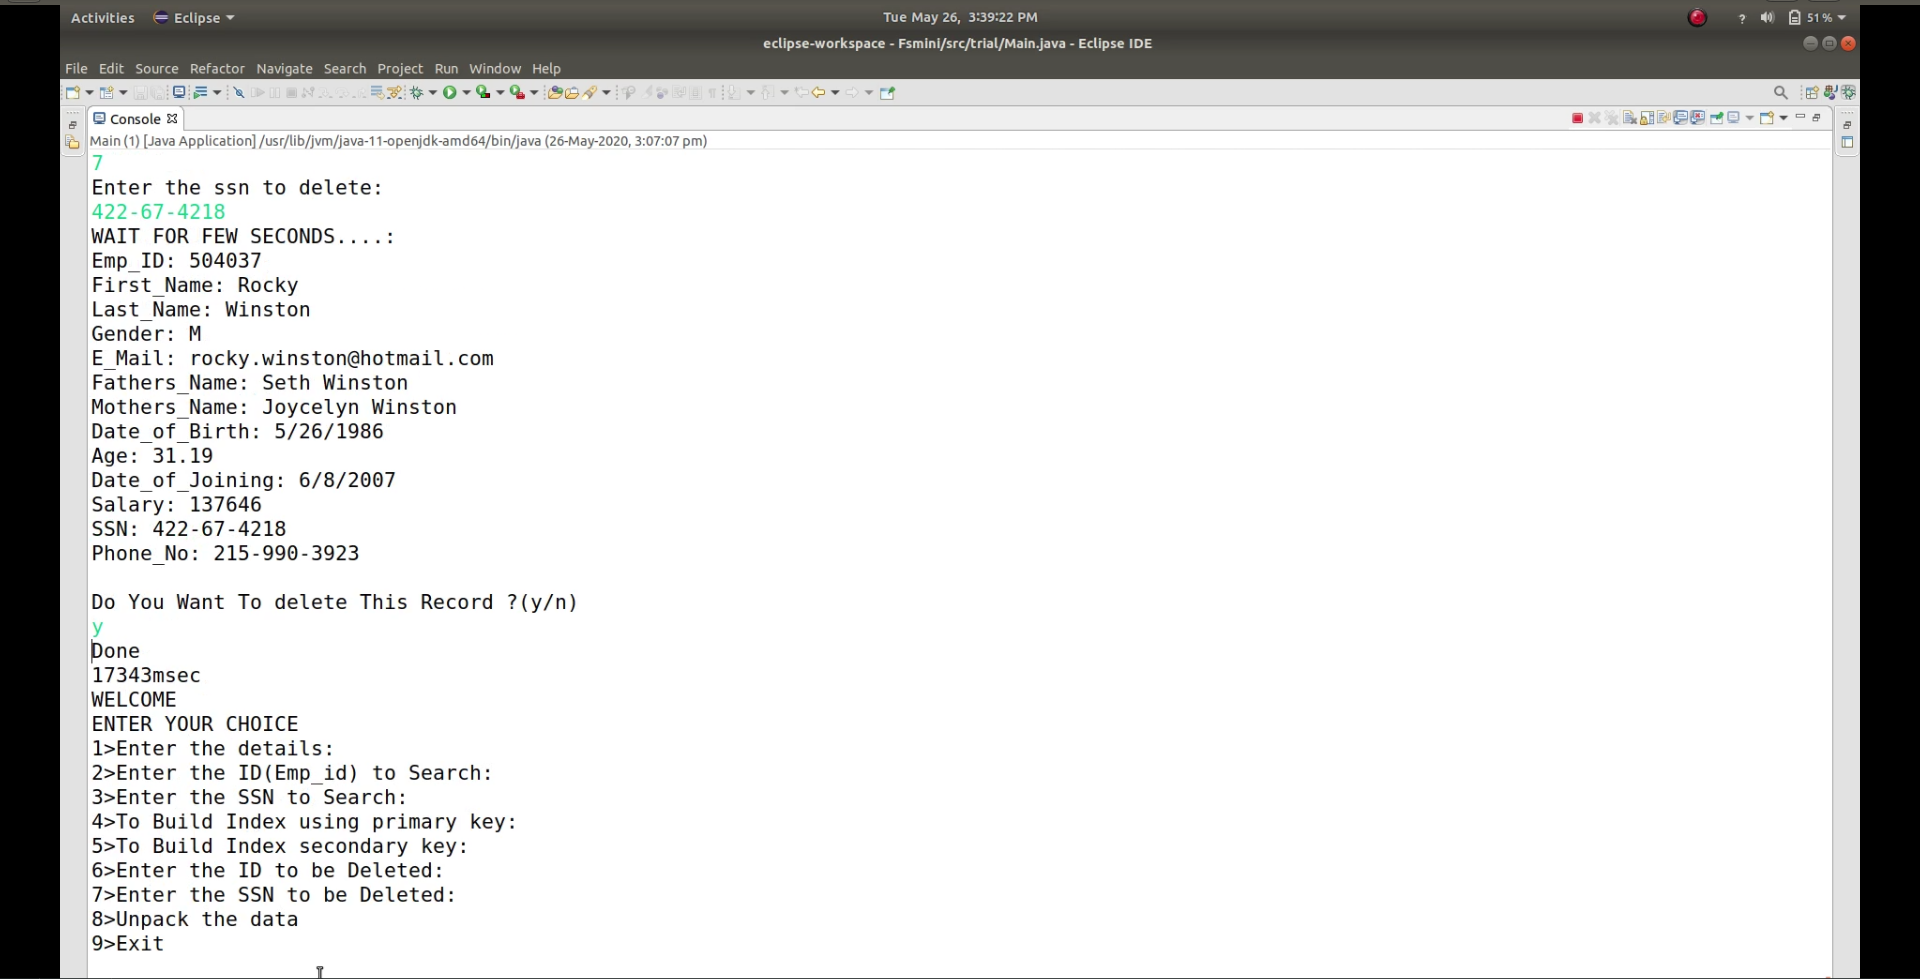 Activities Eclipse Tue May 26, 3:39:22 PM ? 51%
eclipse-workspace - Fsmini/src/trial/Main.java - Eclipse IDE
File Edit Source Refactor Navigate Search Project Run Window Help
Console
Main (1) [Java Application] /usr/lib/jvm/java-11-openjdk-amd64/bin/java (26-May-2020, 3:07:07 pm)
7
Enter the ssn to delete:
422-67-4218
WAIT FOR FEW SECONDS....:
Emp_ID: 504037
First_Name: Rocky
Last_Name: Winston
Gender: M
E_Mail: rocky.winston@hotmail.com
Fathers_Name: Seth Winston
Mothers_Name: Joycelyn Winston
Date_of_Birth: 5/26/1986
Age: 31.19
Date_of_Joining: 6/8/2007
Salary: 137646
SSN: 422-67-4218
Phone_No: 215-990-3923
Do You Want To delete This Record ?(y/n)
y
Done
17343msec
WELCOME
ENTER YOUR CHOICE
1>Enter the details:
2>Enter the ID(Emp_id) to Search:
3>Enter the SSN to Search:
4>To Build Index using primary key:
5>To Build Index secondary key:
6>Enter the ID to be Deleted:
7>Enter the SSN to be Deleted:
8>Unpack the data
9>Exit